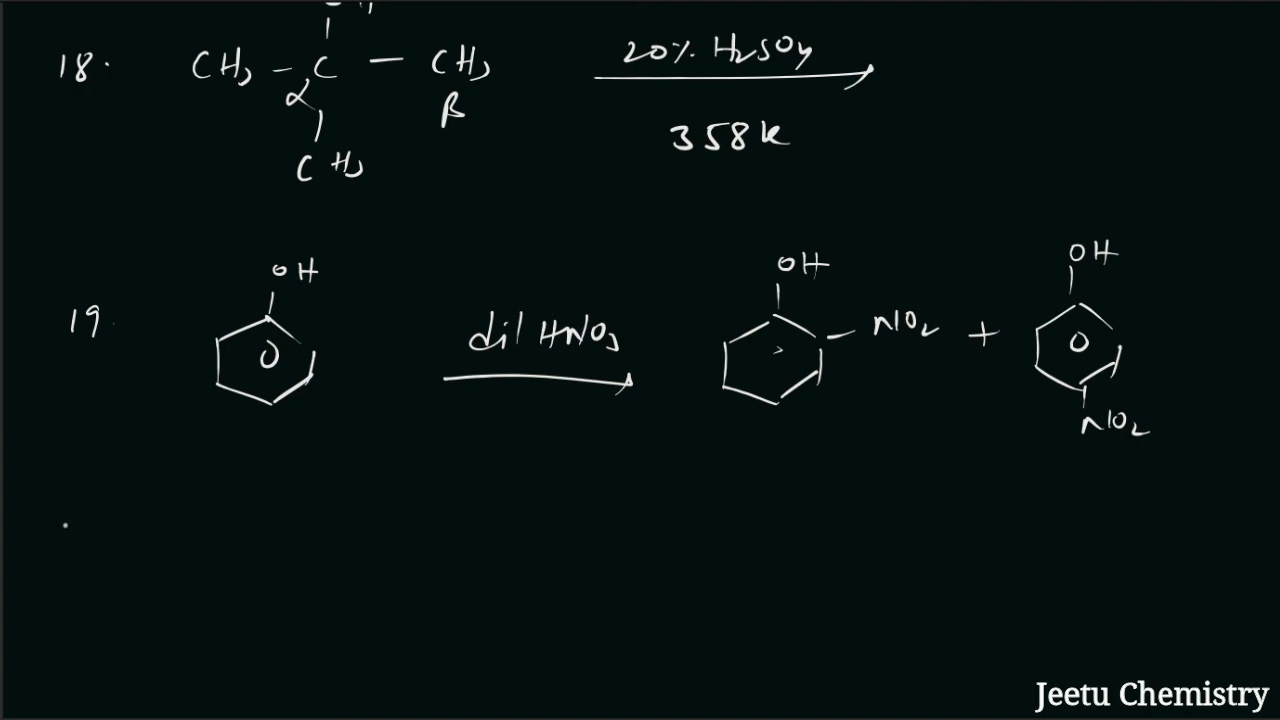 18. CH3 - C - CH3 20% H2SO4
α β 358K
CH3
OH OH OH
19. dil HNO3 NO2 + NO2
Jeetu Chemistry